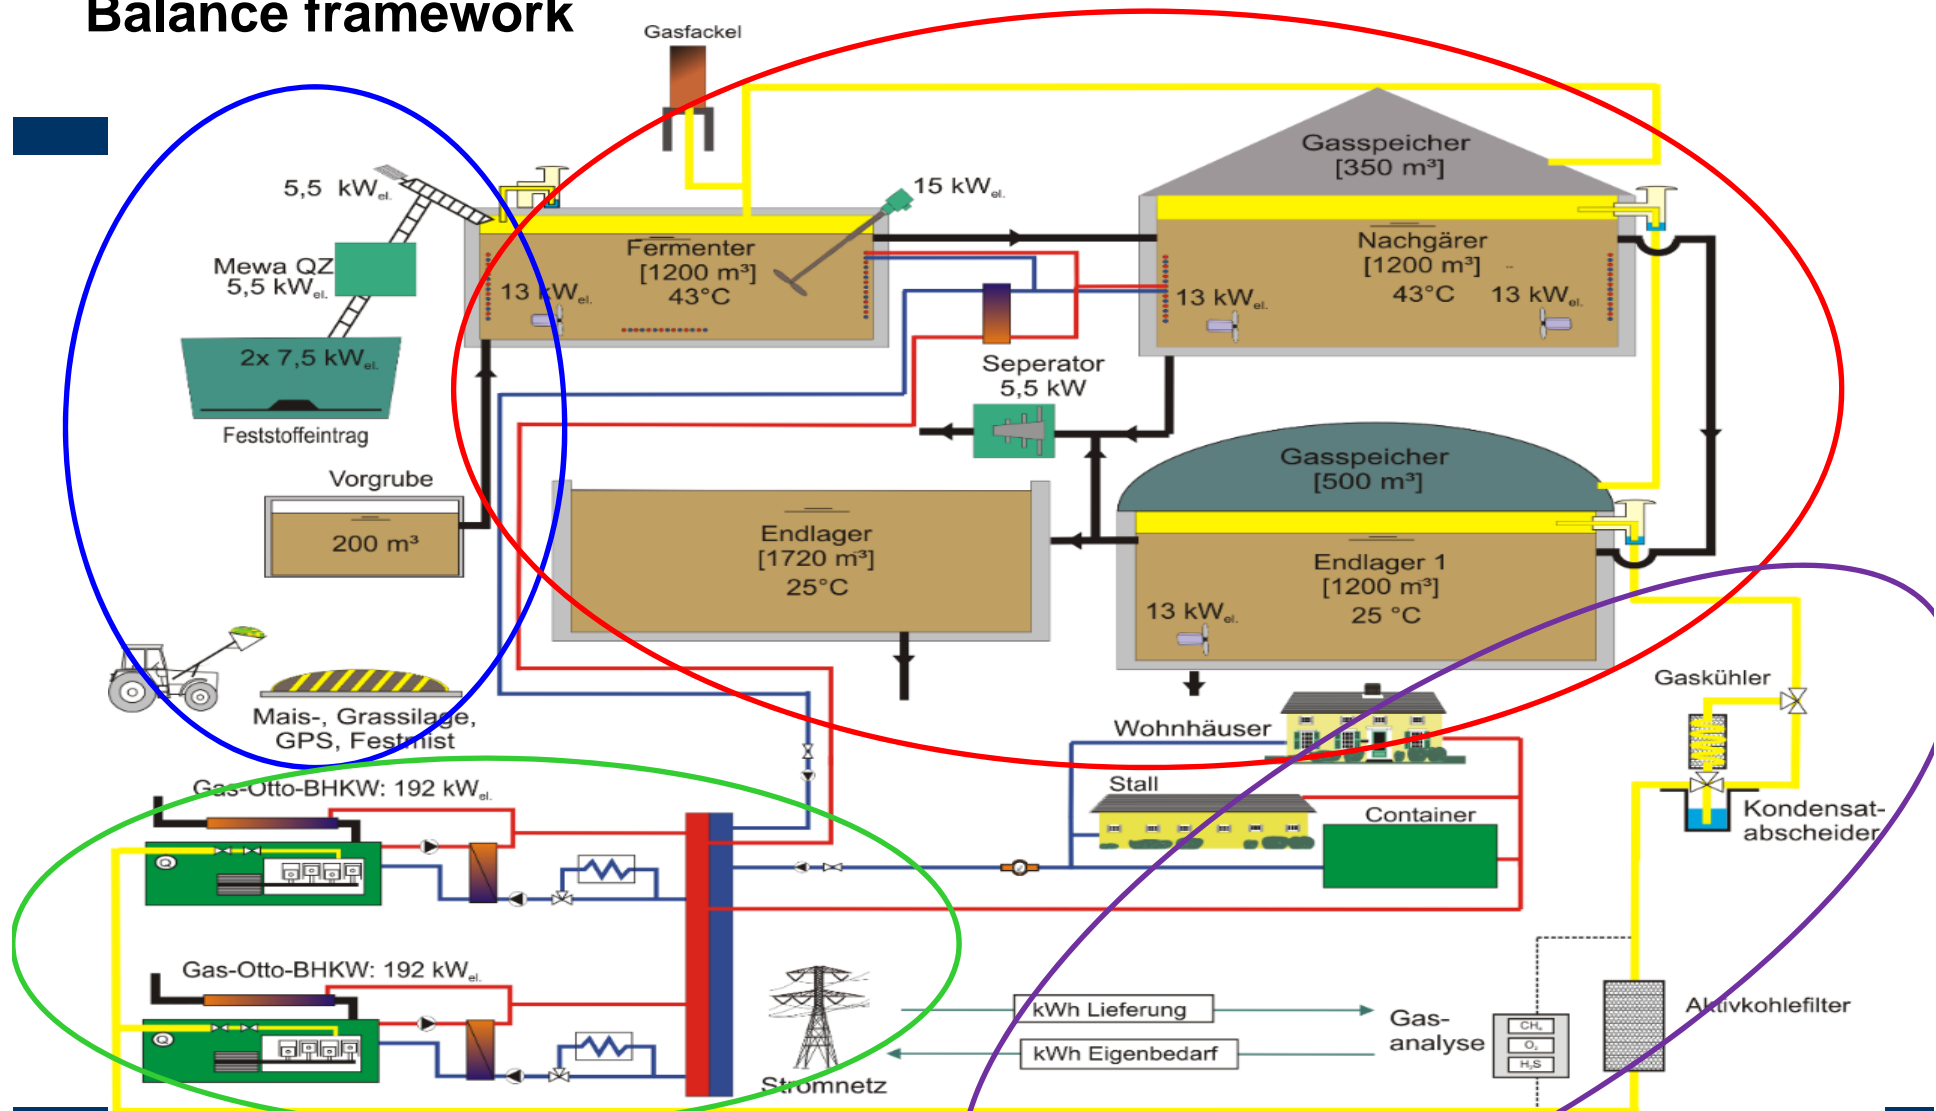 Balance framework
Gasfackel
5,5 kWel.
15 kWel.
Gasspeicher
[350 m³]
Mewa QZ
5,5 kWel.
Fermenter
[1200 m³]
43°C
13 kWel.
Nachgärer
[1200 m³]
43°C
13 kWel.
13 kWel.
2x 7,5 kWel.
Feststoffeintrag
Seperator
5,5 kW
Vorgrube
200 m³
Gasspeicher
[500 m³]
Endlager
[1720 m³]
25°C
Endlager 1
[1200 m³]
25 °C
13 kWel.
Mais-, Grassilage,
GPS, Festmist
Gaskühler
Wohnhäuser
Stall
Container
Kondensat-
abscheider
Gas-Otto-BHKW: 192 kWel.
Gas-Otto-BHKW: 192 kWel.
Stromnetz
kWh Lieferung
kWh Eigenbedarf
Gas-
analyse
CH₄
O₂
H₂S
Aktivkohlefilter